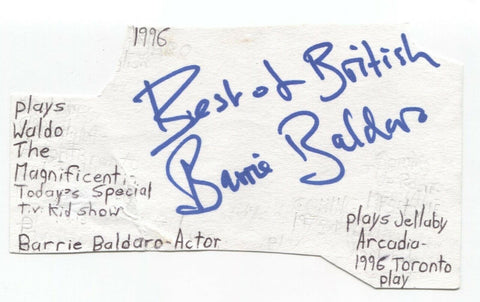 1996
Best of British
Barrie Baldaro
plays
Waldo
The
Magnificent-
Today's Special
T.V. Kid show
Barrie Baldaro-Actor
plays Jellaby
Arcadia-
1996 Toronto
play